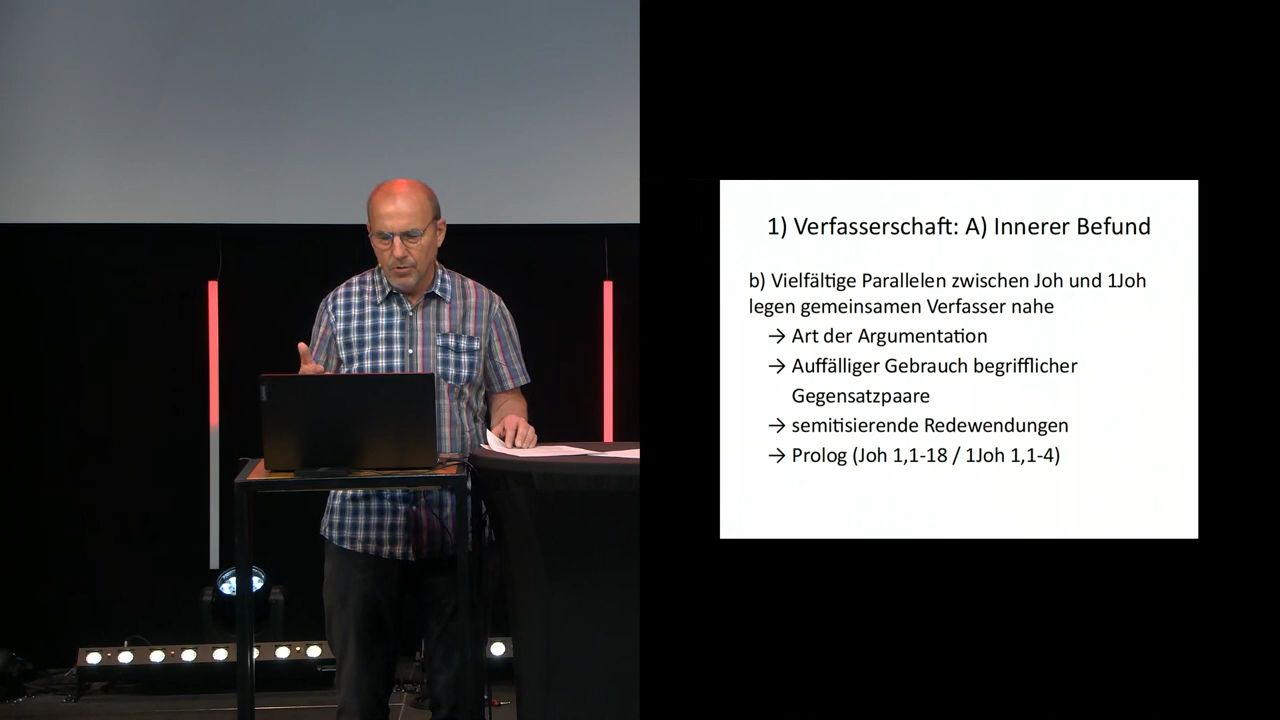 1) Verfasserschaft: A) Innerer Befund
b) Vielfältige Parallelen zwischen Joh und 1Joh
legen gemeinsamen Verfasser nahe
→ Art der Argumentation
→ Auffälliger Gebrauch begrifflicher
Gegensatzpaare
→ semitisierende Redewendungen
→ Prolog (Joh 1,1-18 / 1Joh 1,1-4)